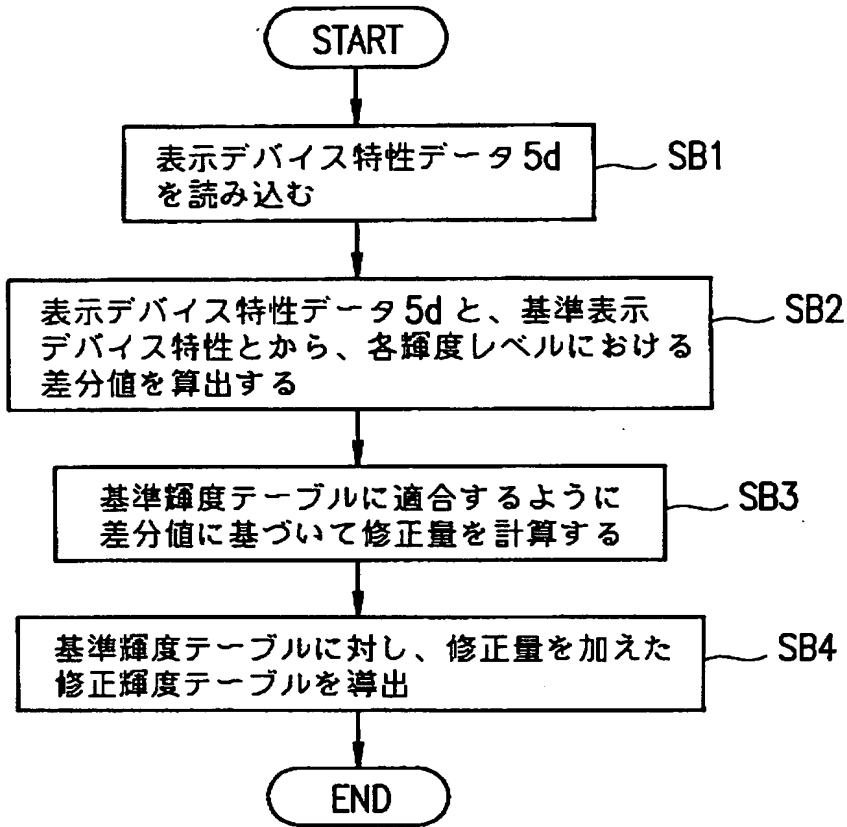 START
表示デバイス特性データ5d
を読み込む
SB1
表示デバイス特性データ5dと、基準表示
デバイス特性とから、各輝度レベルにおける
差分値を算出する
SB2
基準輝度テーブルに適合するように
差分値に基づいて修正量を計算する
SB3
基準輝度テーブルに対し、修正量を加えた
修正輝度テーブルを導出
SB4
END